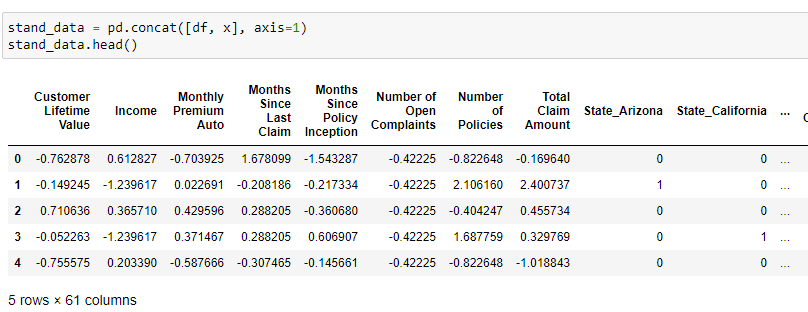 stand_data = pd.concat([df, x], axis=1)
stand_data.head()
Customer Lifetime Value Income Monthly Premium Auto Months Since Last Claim Months Since Policy Inception Number of Open Complaints Number of Policies Total Claim Amount State_Arizona State_California ... C
0 -0.762878 0.612827 -0.703925 1.678099 -1.543287 -0.42225 -0.822648 -0.169640 0 0 ...
1 -0.149245 -1.239617 0.022691 -0.208186 -0.217334 -0.42225 2.106160 2.400737 1 0 ...
2 0.710636 0.365710 0.429596 0.288205 -0.360680 -0.42225 -0.404247 0.455734 0 0 ...
3 -0.052263 -1.239617 0.371467 0.288205 0.606907 -0.42225 1.687759 0.329769 0 1 ...
4 -0.755575 0.203390 -0.587666 -0.307465 -0.145661 -0.42225 -0.822648 -1.018843 0 0 ...
5 rows × 61 columns